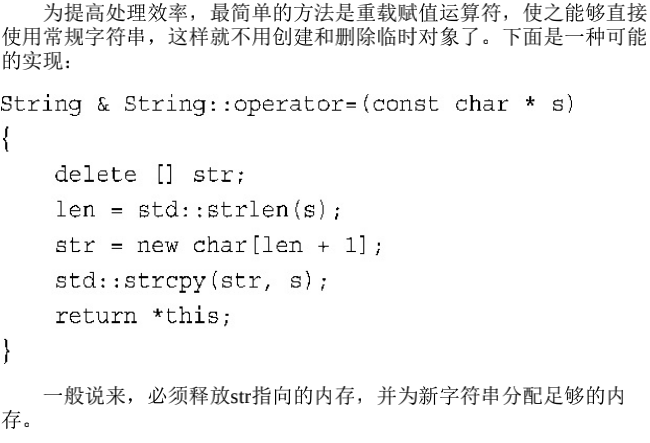 为提高处理效率，最简单的方法是重载赋值运算符，使之能够直接
使用常规字符串，这样就不用创建和删除临时对象了。下面是一种可能
的实现：
String & String::operator=(const char * s)
{
    delete [] str;
    len = std::strlen(s);
    str = new char[len + 1];
    std::strcpy(str, s);
    return *this;
}
一般说来，必须释放str指向的内存，并为新字符串分配足够的内
存。